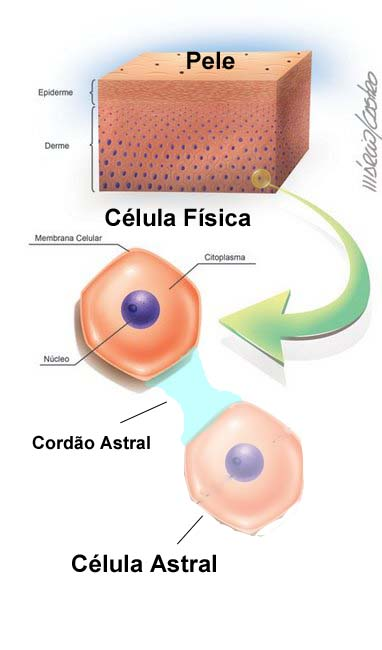 Pele
Epiderme
Derme
Célula Física
Membrana Celular
Citoplasma
Núcleo
Cordão Astral
Célula Astral